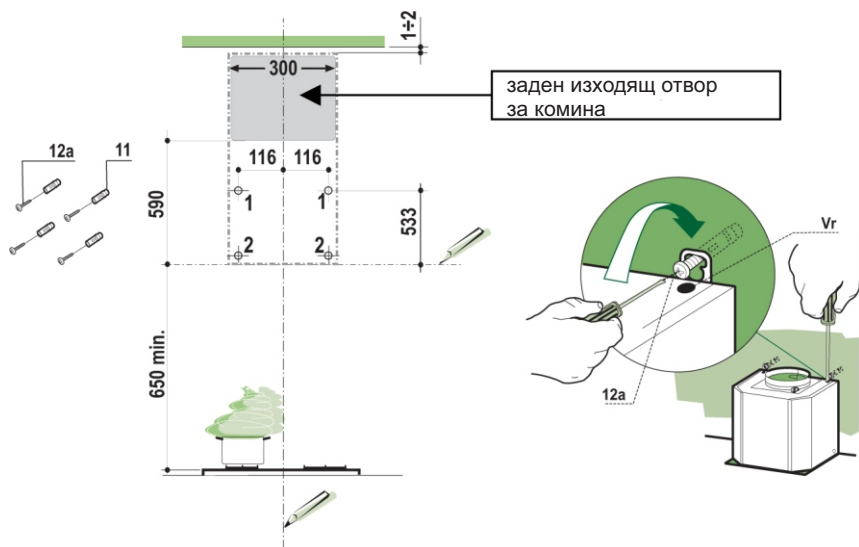 1÷2
300
заден изходящ отвор
за комина
12a
11
116
116
590
1
1
533
2
2
Vr
650 min.
12a